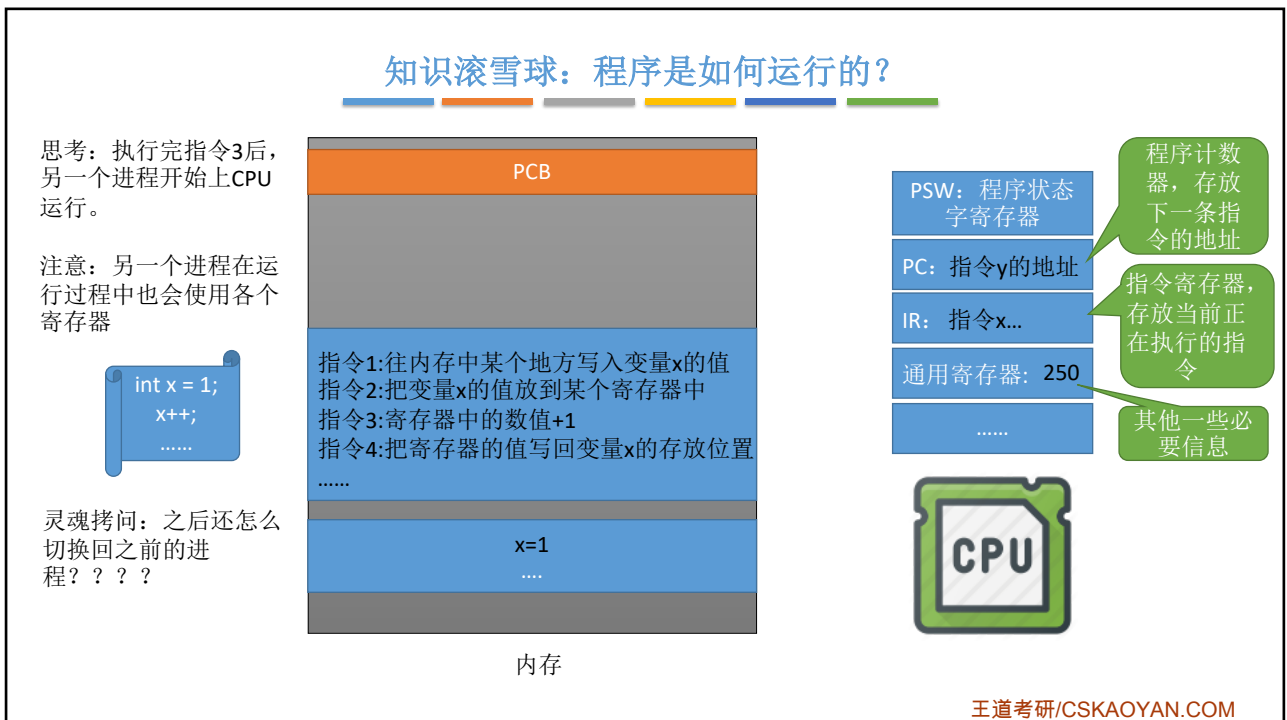 知识滚雪球：程序是如何运行的？
思考：执行完指令3后，
另一个进程开始上CPU
运行。
注意：另一个进程在运
行过程中也会使用各个
寄存器
int x = 1;
x++;
……
灵魂拷问：之后还怎么
切换回之前的进
程？？？？
PCB
指令1:往内存中某个地方写入变量x的值
指令2:把变量x的值放到某个寄存器中
指令3:寄存器中的数值+1
指令4:把寄存器的值写回变量x的存放位置
……
x=1
....
内存
PSW：程序状态
字寄存器
PC：指令y的地址
IR： 指令x...
通用寄存器: 250
……
程序计数
器，存放
下一条指
令的地址
指令寄存器，
存放当前正
在执行的指
令
其他一些必
要信息
CPU
王道考研/CSKAOYAN.COM